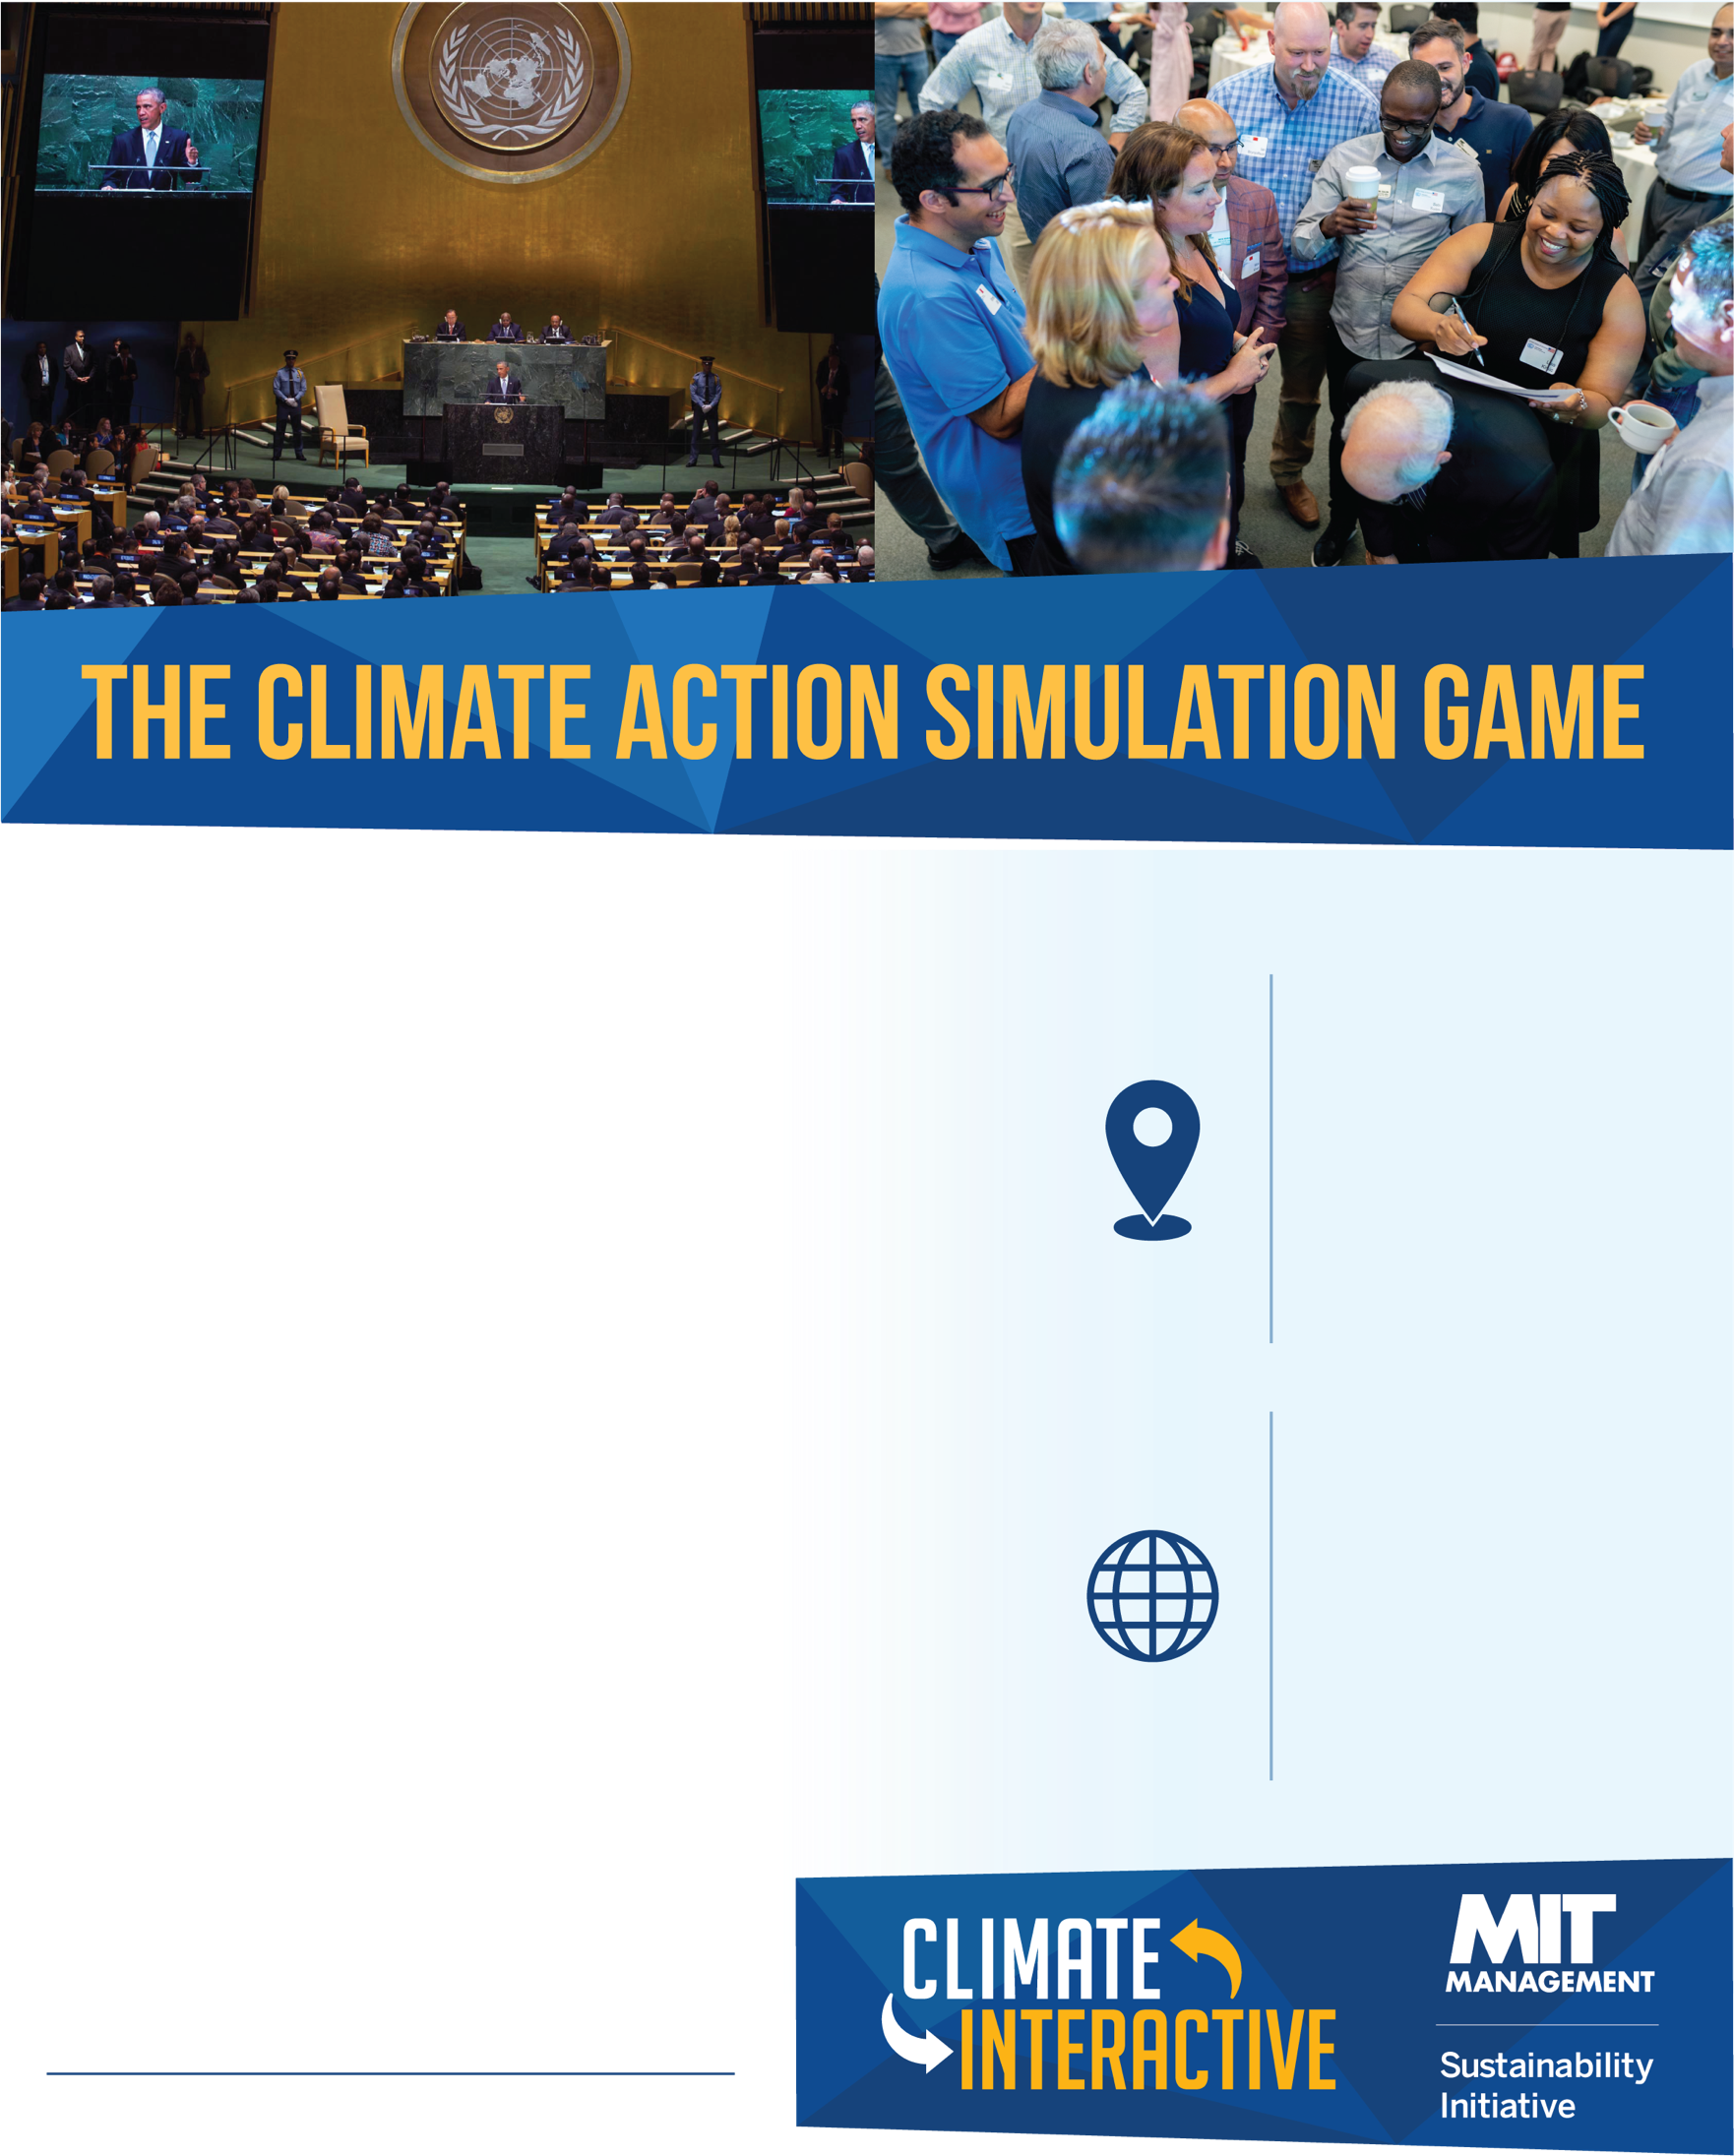 THE CLIMATE ACTION SIMULATION GAME
CLIMATE
INTERACTIVE
MIT
MANAGEMENT
Sustainability
Initiative